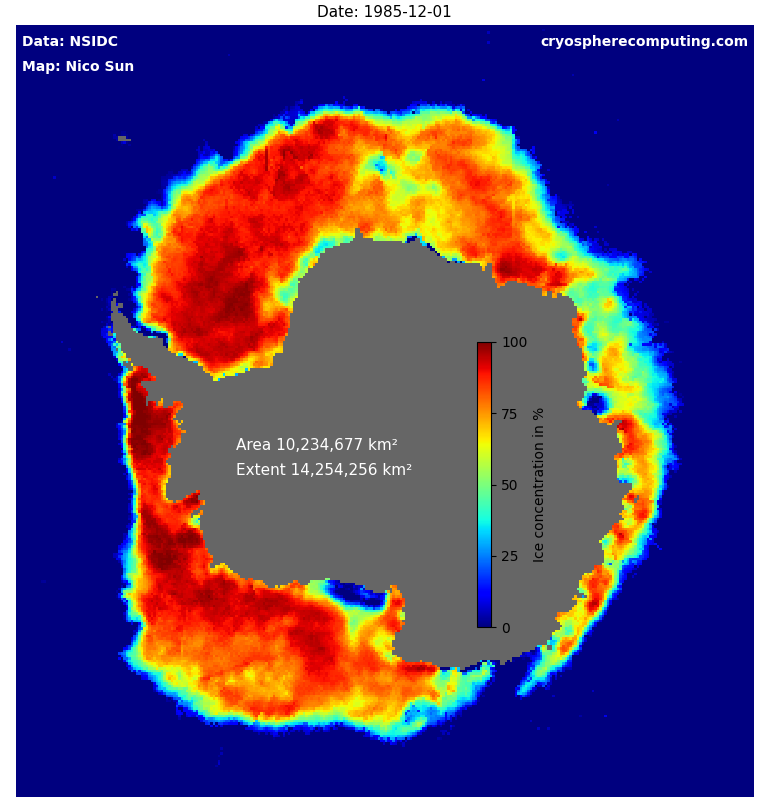 Date: 1985-12-01
Data: NSIDC
cryospherecomputing.com
Map: Nico Sun
100
75
50
25
0
Ice concentration in %
Area 10,234,677 km²
Extent 14,254,256 km²